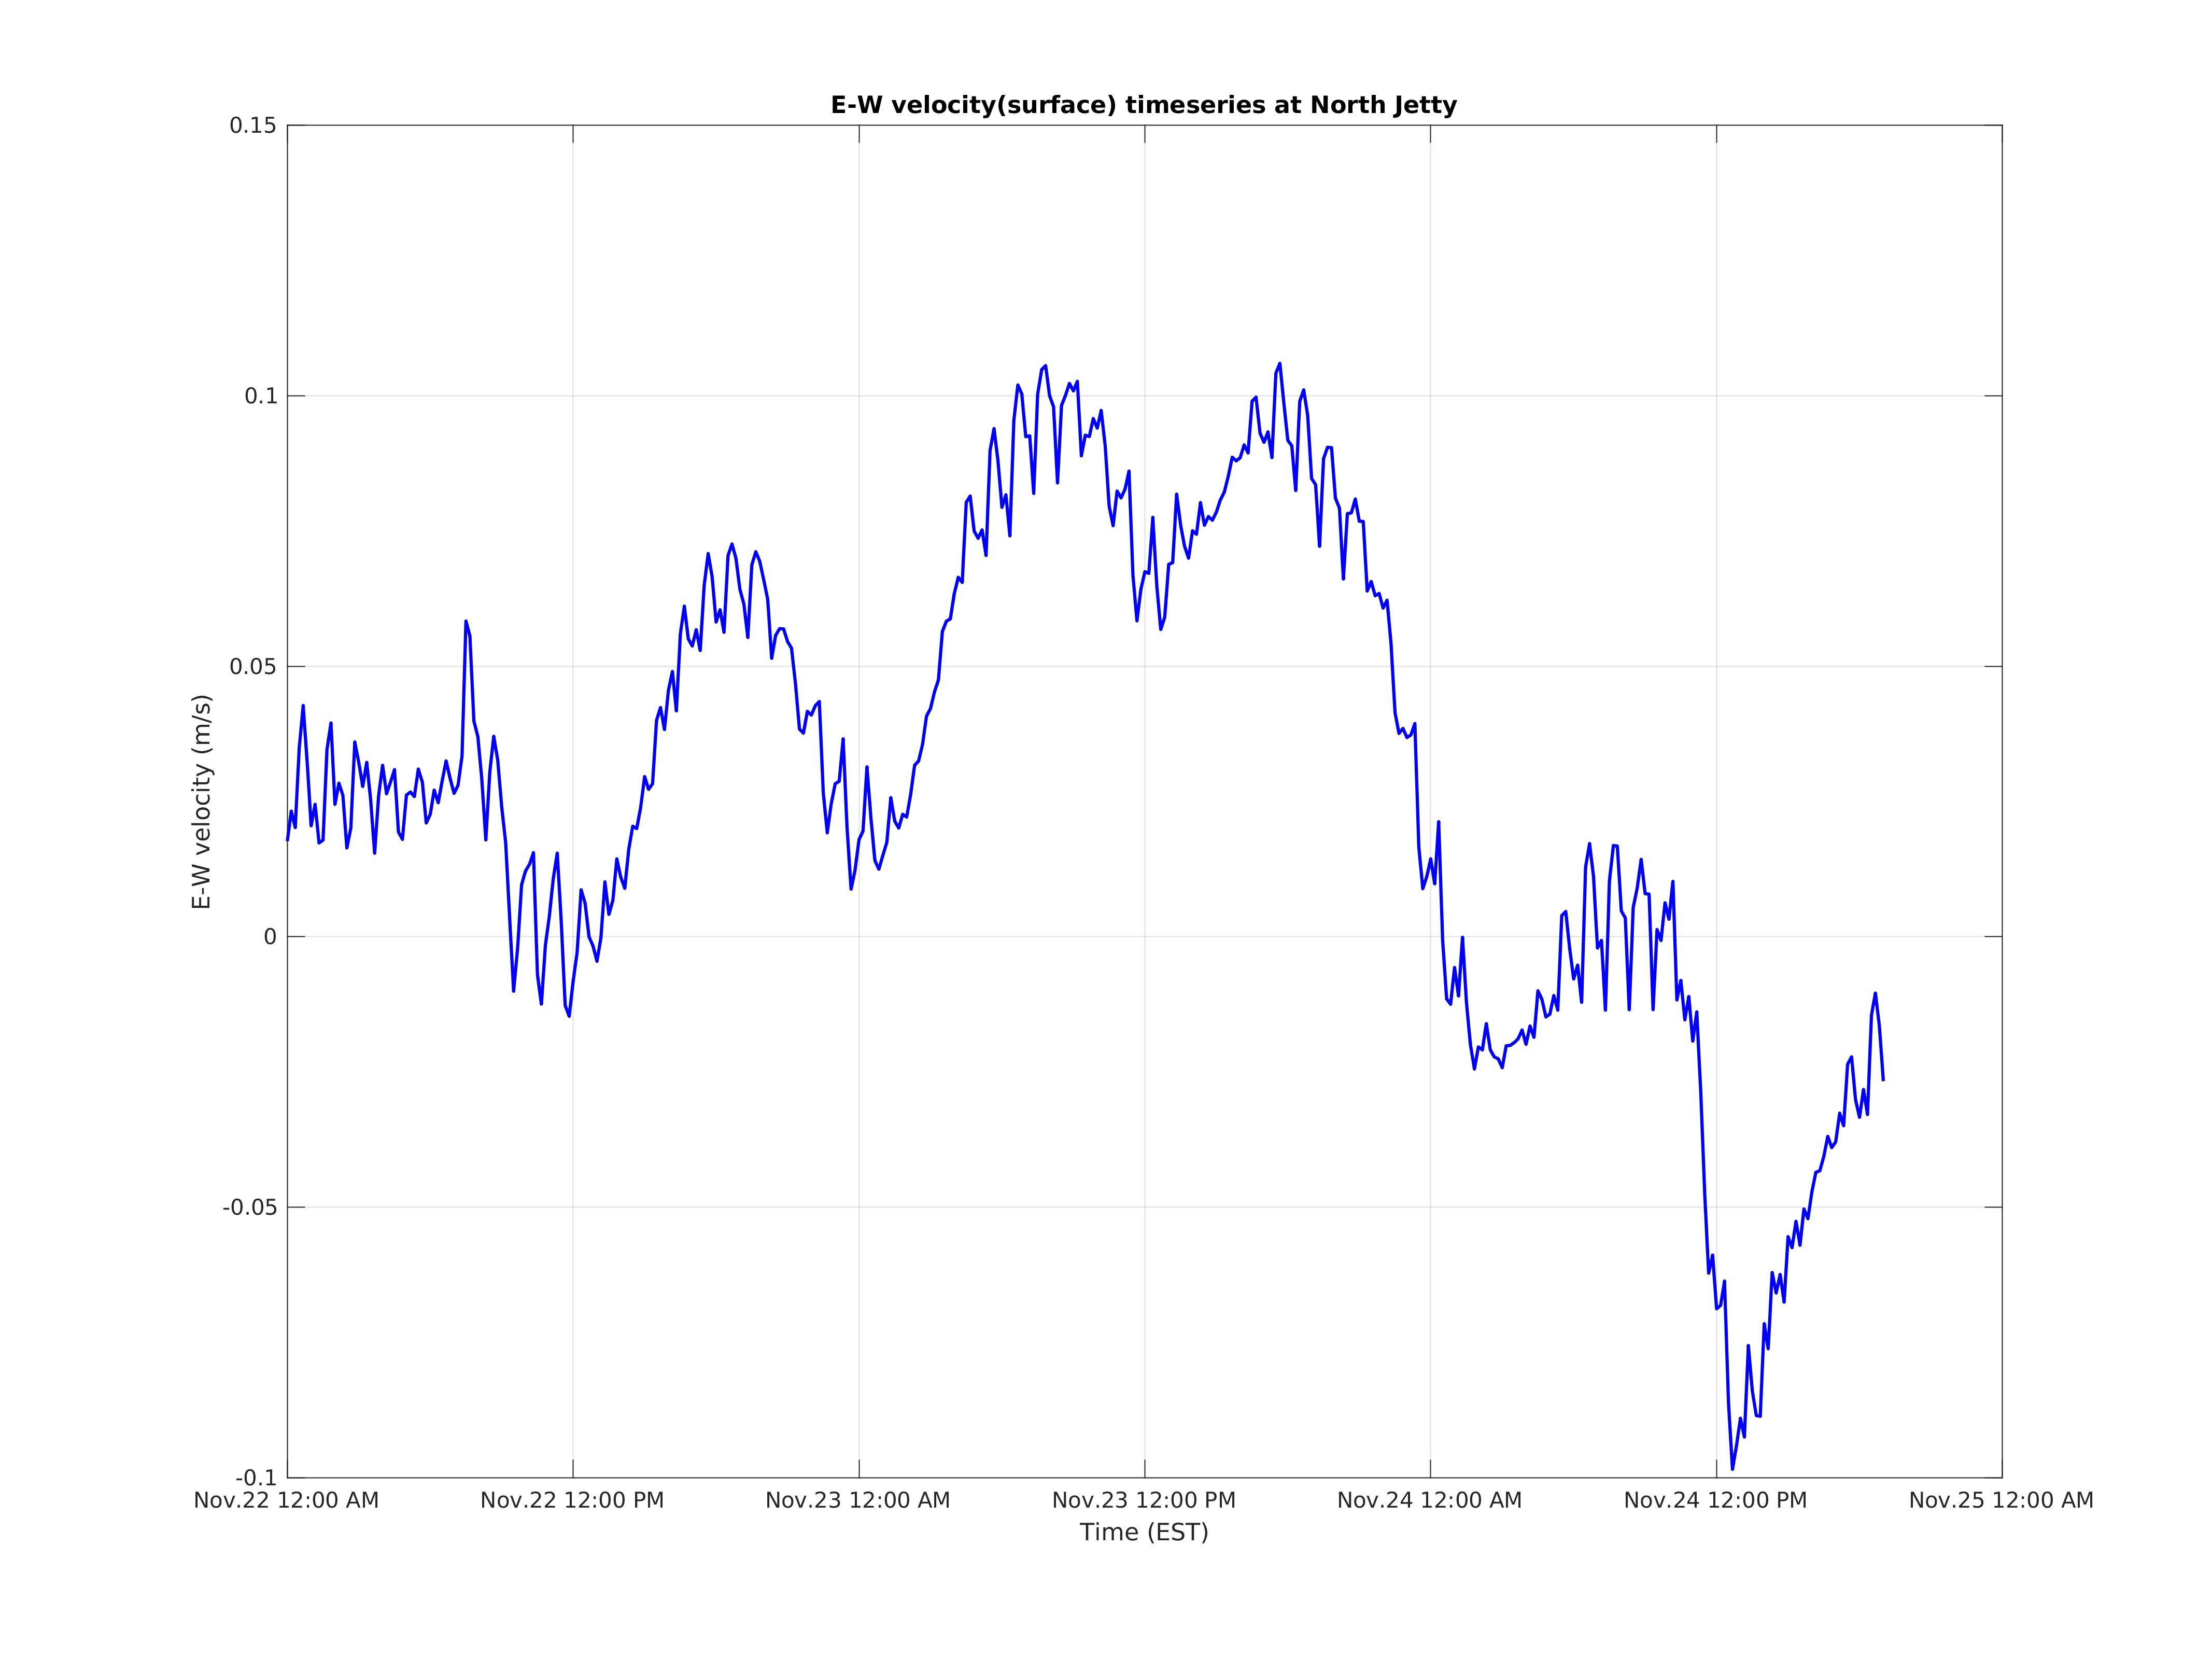 E-W velocity(surface) timeseries at North Jetty
E-W velocity (m/s)
0.15
0.1
0.05
0
-0.05
-0.1
Nov.22 12:00 AM
Nov.22 12:00 PM
Nov.23 12:00 AM
Nov.23 12:00 PM
Nov.24 12:00 AM
Nov.24 12:00 PM
Nov.25 12:00 AM
Time (EST)